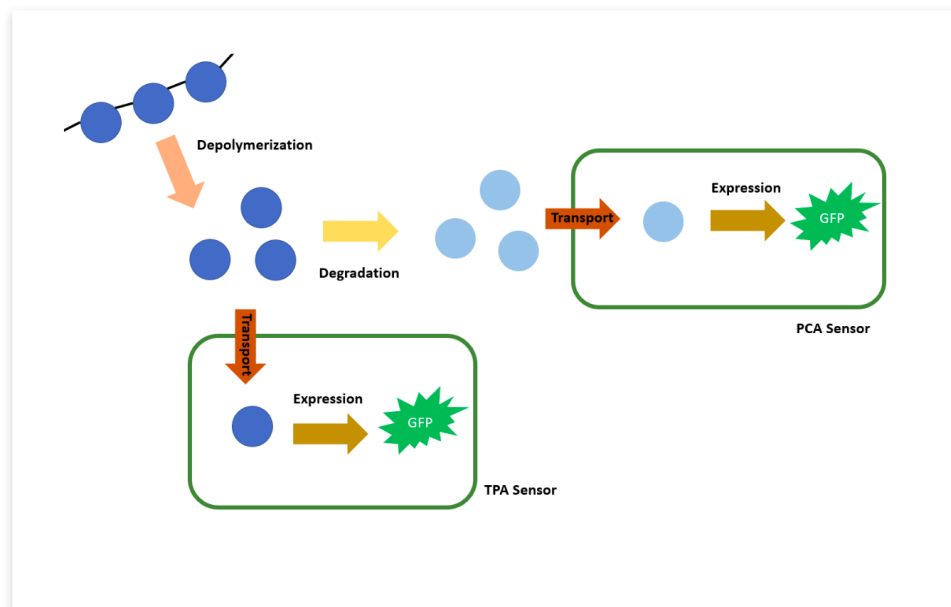 Depolymerization
Expression
GFP
Transport
Degradation
PCA Sensor
Transport
Expression
GFP
TPA Sensor